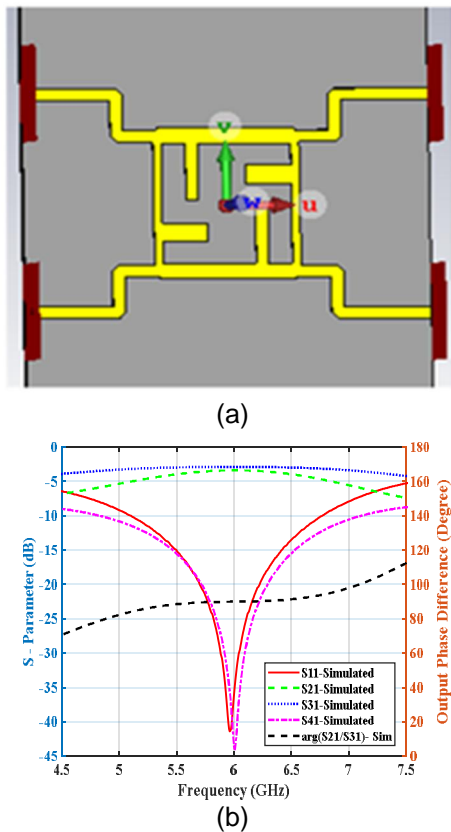 v
w
u
(a)
0
-5
-10
-15
-20
-25
-30
-35
-40
-45
S - Parameter (dB)
180
160
140
120
100
80
60
40
20
0
Output Phase Difference (Degree)
S11-Simulated
S21-Simulated
S31-Simulated
S41-Simulated
arg(S21/S31)- Sim
4.5 5 5.5 6 6.5 7 7.5
Frequency (GHz)
(b)